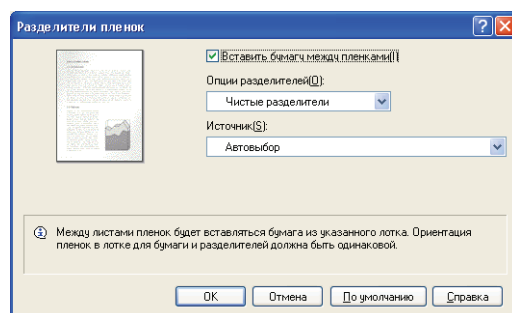 Разделители пленок
Вставить бумагу между пленками(I)
Опции разделителей(O):
Чистые разделители
Источник(S):
Автовыбор
Между листами пленок будет вставляться бумага из указанного лотка. Ориентация
пленок в лотке для бумаги и разделителей должна быть одинаковой.
OK Отмена По умолчанию Справка